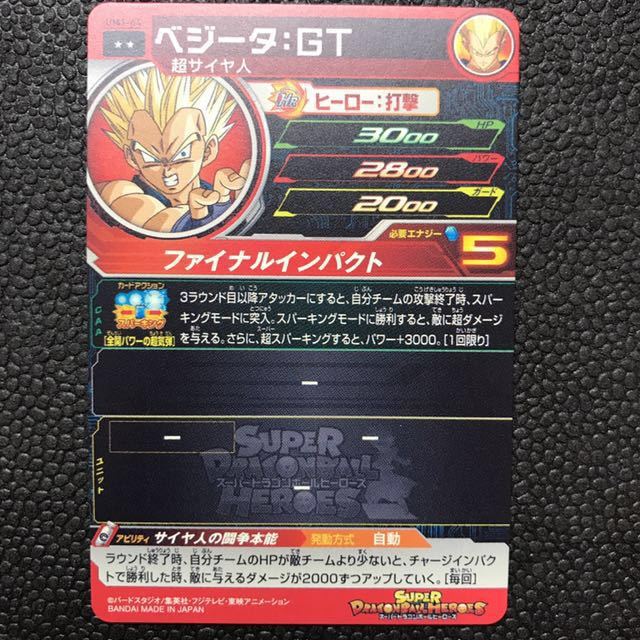 UM1-64
★★
ベジータ:GT
超サイヤ人
ヒーロー:打撃
HP
3000
パワー
2800
ガード
2000
必要エナジー
5
ファイナルインパクト
カードアクション
スパーキング
【全開パワーの超気弾】
CAA
3ラウンド目以降アタッカーにすると、自分チームの攻撃終了時、スパー
キングモードに突入。スパーキングモードに勝利すると、敵に超ダメージ
を与える。さらに、超スパーキングすると、パワー+3000。[1回限り]
ー
ユニット
ー
ー
ー
SUPER
DRAGONBALL
スーパードラゴンボールヒーローズ
HEROES
アビリティ サイヤ人の闘争本能 発動方式 自動
ラウンド終了時、自分チームのHPが敵チームより少ないと、チャージインパク
トで勝利した時、敵に与えるダメージが2000ずつアップしていく。[毎回]
©バードスタジオ/集英社・フジテレビ・東映アニメーション
BANDAI MADE IN JAPAN
SUPER
DRAGONBALL HEROES
スーパードラゴンボールヒーローズ